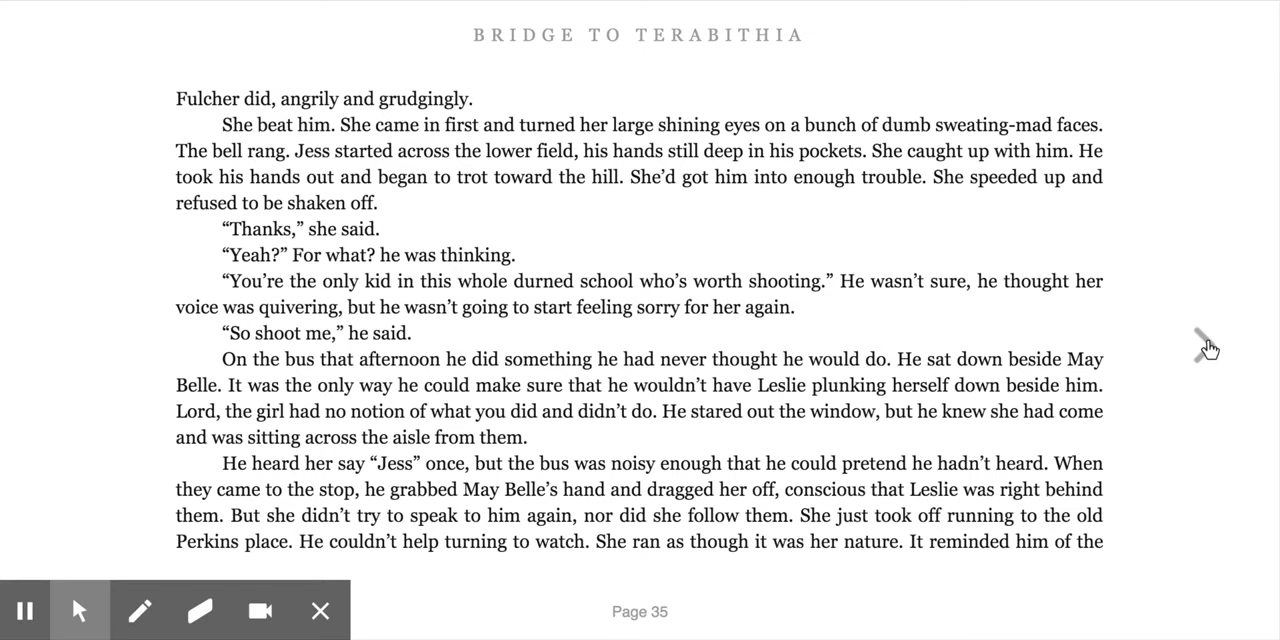 BRIDGE TO TERABITHIA
Fulcher did, angrily and grudgingly.
She beat him. She came in first and turned her large shining eyes on a bunch of dumb sweating-mad faces.
The bell rang. Jess started across the lower field, his hands still deep in his pockets. She caught up with him. He
took his hands out and began to trot toward the hill. She’d got him into enough trouble. She speeded up and
refused to be shaken off.
“Thanks,” she said.
“Yeah?” For what? he was thinking.
“You’re the only kid in this whole durned school who’s worth shooting.” He wasn’t sure, he thought her
voice was quivering, but he wasn’t going to start feeling sorry for her again.
“So shoot me,” he said.
On the bus that afternoon he did something he had never thought he would do. He sat down beside May
Belle. It was the only way he could make sure that he wouldn’t have Leslie plunking herself down beside him.
Lord, the girl had no notion of what you did and didn’t do. He stared out the window, but he knew she had come
and was sitting across the aisle from them.
He heard her say “Jess” once, but the bus was noisy enough that he could pretend he hadn’t heard. When
they came to the stop, he grabbed May Belle’s hand and dragged her off, conscious that Leslie was right behind
them. But she didn’t try to speak to him again, nor did she follow them. She just took off running to the old
Perkins place. He couldn’t help turning to watch. She ran as though it was her nature. It reminded him of the
Page 35